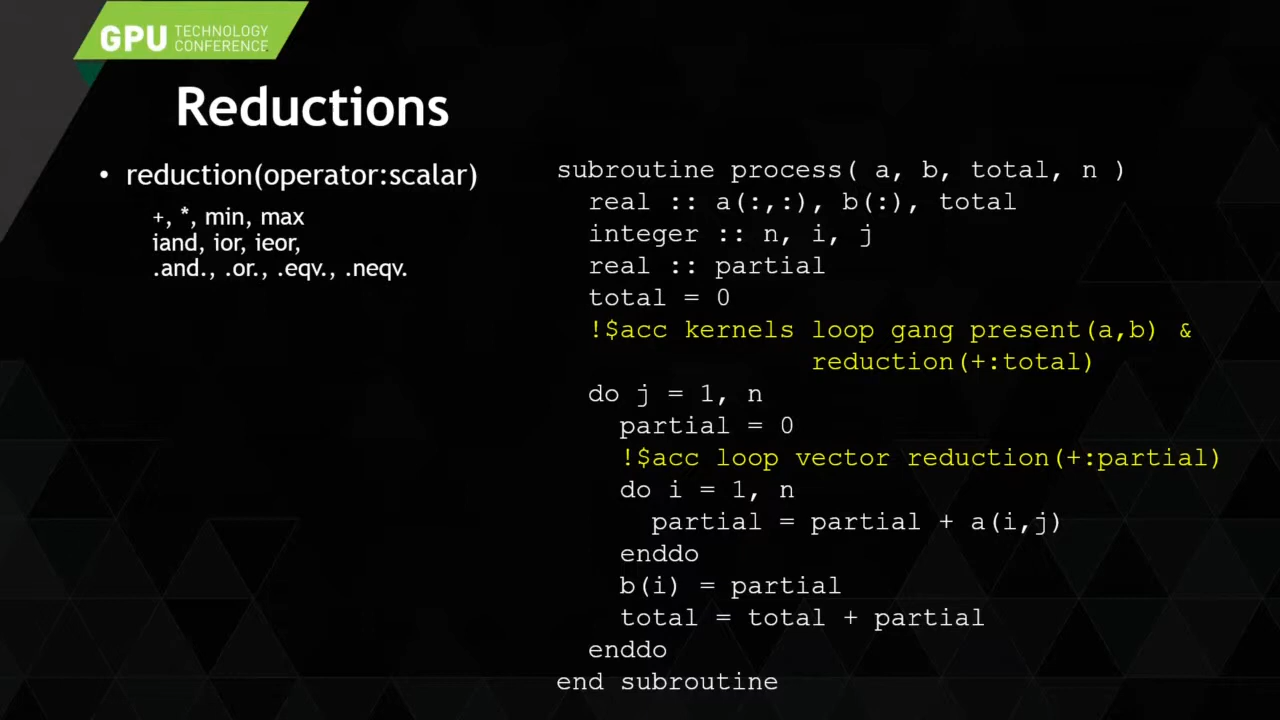 GPU TECHNOLOGY
CONFERENCE
Reductions
• reduction(operator:scalar)
+, *, min, max
iand, ior, ieor,
.and., .or., .eqv., .neqv.
subroutine process( a, b, total, n )
  real :: a(:,:), b(:), total
  integer :: n, i, j
  real :: partial
  total = 0
  !$acc kernels loop gang present(a,b) &
                reduction(+:total)
  do j = 1, n
    partial = 0
    !$acc loop vector reduction(+:partial)
    do i = 1, n
      partial = partial + a(i,j)
    enddo
    b(i) = partial
    total = total + partial
  enddo
end subroutine